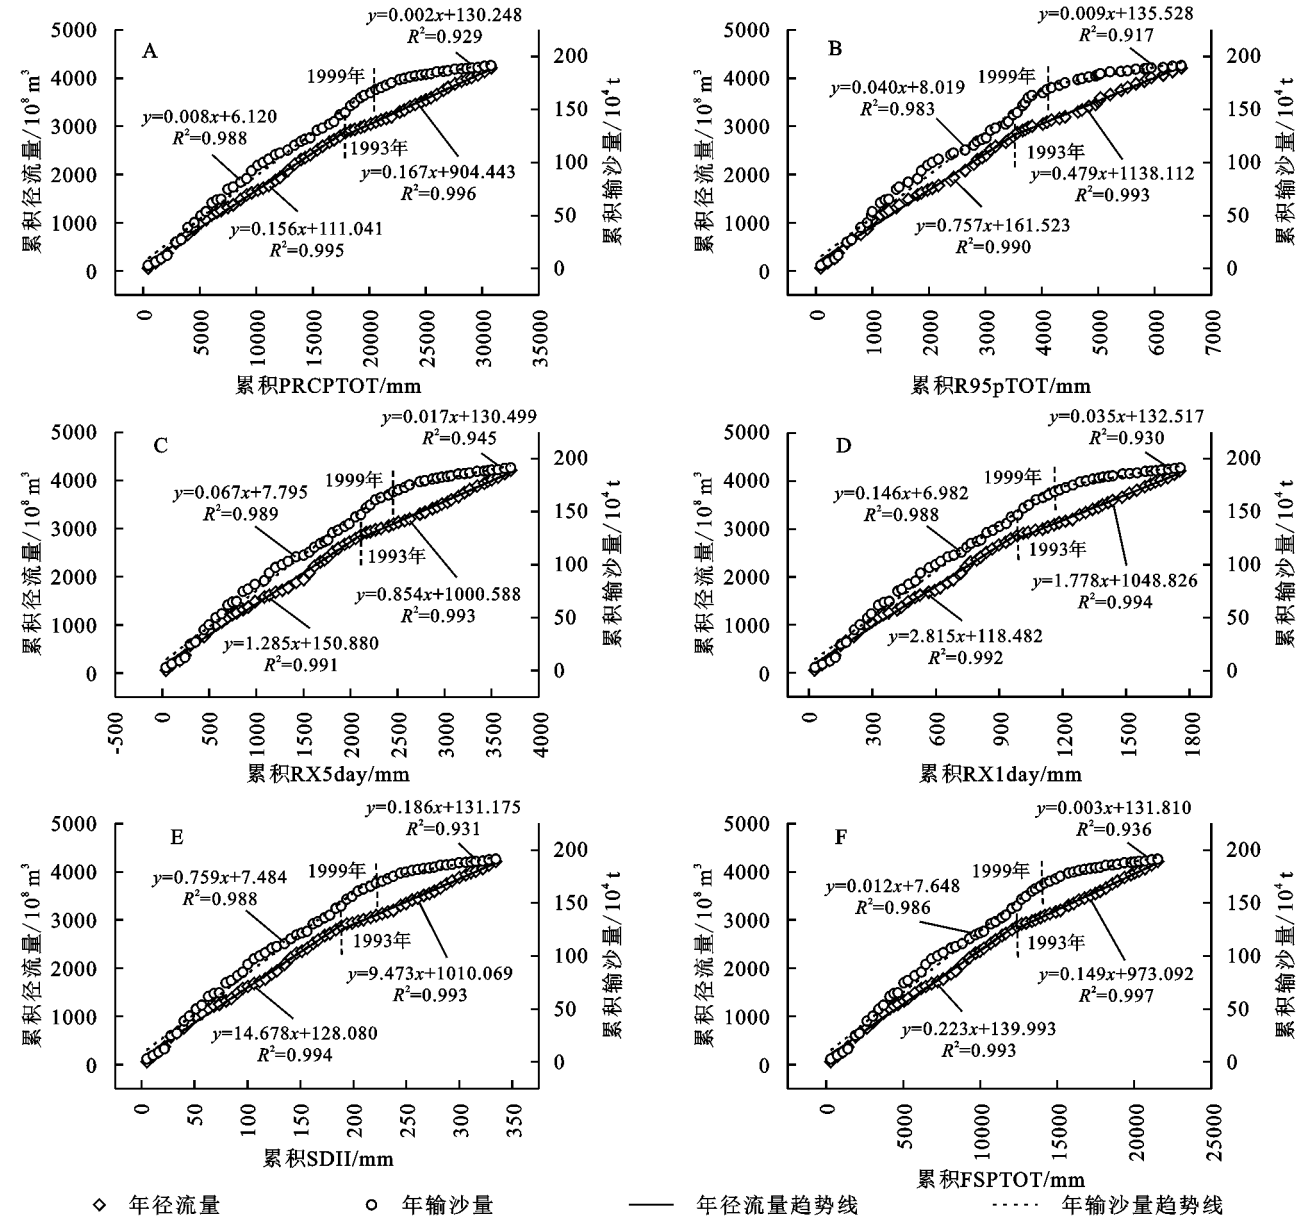 A
累积径流量/10⁸ m³
累积输沙量/10⁴ t
5000
4000
3000
2000
1000
0
200
150
100
50
0
y=0.002x+130.248
R²=0.929
1999年
y=0.008x+6.120
R²=0.988
1993年
y=0.167x+904.443
R²=0.996
y=0.156x+111.041
R²=0.995
0
5000
10000
15000
20000
25000
30000
35000
累积PRCPTOT/mm
B
累积径流量/10⁸ m³
累积输沙量/10⁴ t
5000
4000
3000
2000
1000
0
200
150
100
50
0
y=0.009x+135.528
R²=0.917
1999年
y=0.040x+8.019
R²=0.983
1993年
y=0.479x+1138.112
R²=0.993
y=0.757x+161.523
R²=0.990
0
1000
2000
3000
4000
5000
6000
7000
累积R95pTOT/mm
C
累积径流量/10⁸ m³
累积输沙量/10⁴ t
5000
4000
3000
2000
1000
0
200
150
100
50
0
y=0.017x+130.499
R²=0.945
1999年
y=0.067x+7.795
R²=0.989
1993年
y=0.854x+1000.588
R²=0.993
y=1.285x+150.880
R²=0.991
-500
0
500
1000
1500
2000
2500
3000
3500
4000
累积RX5day/mm
D
累积径流量/10⁸ m³
累积输沙量/10⁴ t
5000
4000
3000
2000
1000
0
200
150
100
50
0
y=0.035x+132.517
R²=0.930
1999年
y=0.146x+6.982
R²=0.988
1993年
y=1.778x+1048.826
R²=0.994
y=2.815x+118.482
R²=0.992
0
300
600
900
1200
1500
1800
累积RX1day/mm
E
累积径流量/10⁸ m³
累积输沙量/10⁴ t
5000
4000
3000
2000
1000
0
200
150
100
50
0
y=0.186x+131.175
R²=0.931
1999年
y=0.759x+7.484
R²=0.988
1993年
y=9.473x+1010.069
R²=0.993
y=14.678x+128.080
R²=0.994
0
50
100
150
200
250
300
350
累积SDII/mm
F
累积径流量/10⁸ m³
累积输沙量/10⁴ t
5000
4000
3000
2000
1000
0
200
150
100
50
0
y=0.003x+131.810
R²=0.936
1999年
y=0.012x+7.648
R²=0.986
1993年
y=0.149x+973.092
R²=0.997
y=0.223x+139.993
R²=0.993
0
5000
10000
15000
20000
25000
累积FSPTOT/mm
年径流量
年输沙量
年径流量趋势线
年输沙量趋势线